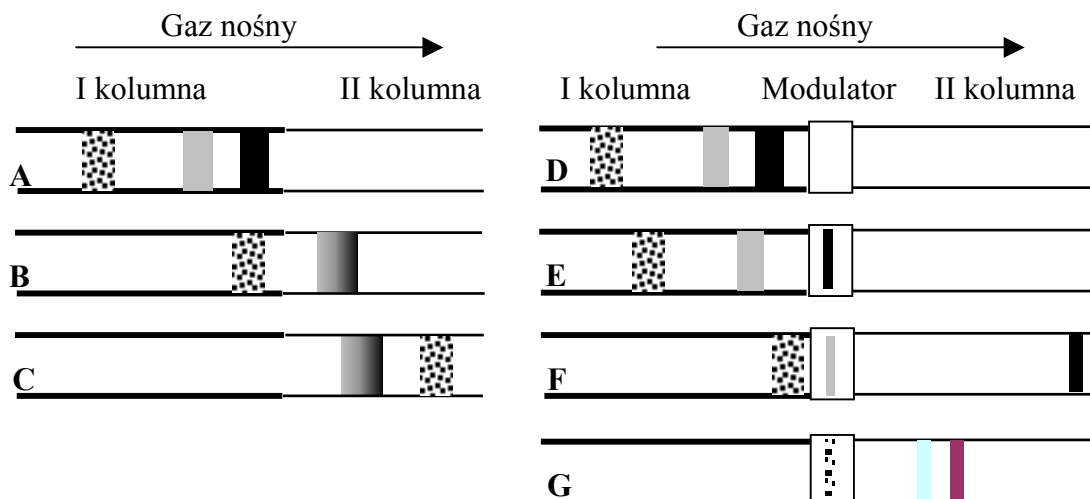 Gaz nośny
I kolumna II kolumna
A
B
C
Gaz nośny
I kolumna Modulator II kolumna
D
E
F
G